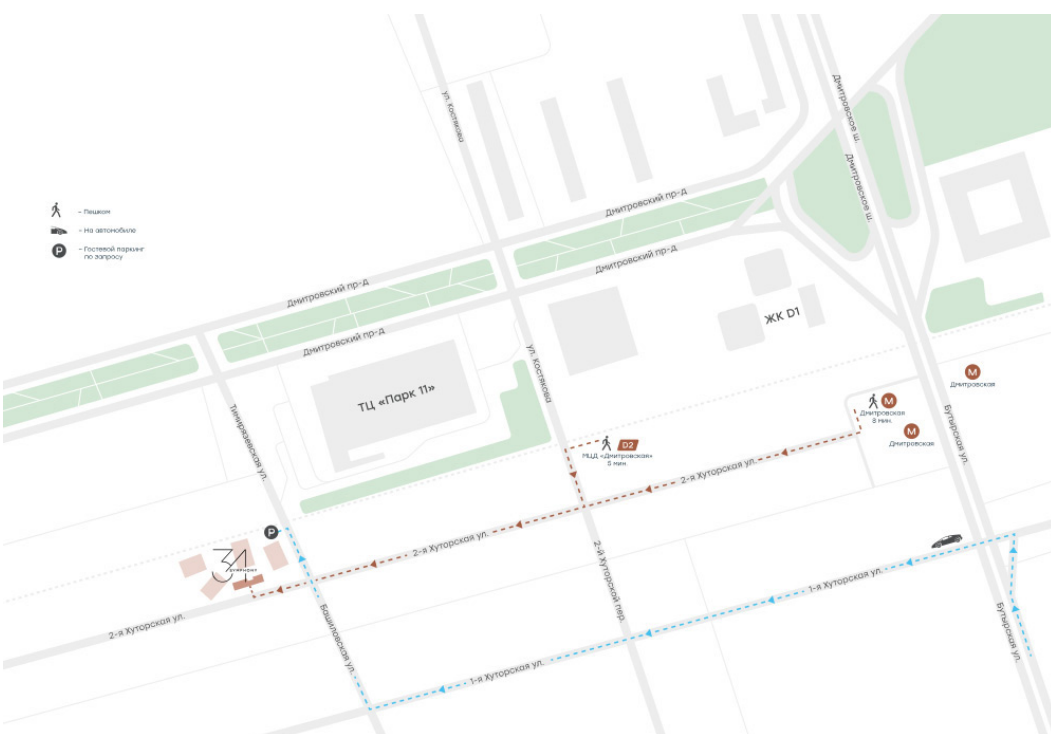 ул. Костякова
Дмитровское ш.
Дмитровское ш.
– Пешком
– На автомобиле
P
– Гостевой паркинг
по запросу
Дмитровский пр-д
Дмитровский пр-д
Дмитровский пр-д
Дмитровский пр-д
ЖК D1
ТЦ «Парк 11»
ул. Костякова
Тимирязевская ул.
М
Дмитровская
М
Дмитровская
8 мин.
М
Дмитровская
Бутырская ул.
D2
МЦД «Дмитровская»
5 мин.
2-я Хуторская ул.
2-я Хуторская ул.
P
31
2-й Хуторской пер.
1-я Хуторская ул.
2-я Хуторская ул.
Башиловская ул.
Бутырская ул.
1-я Хуторская ул.